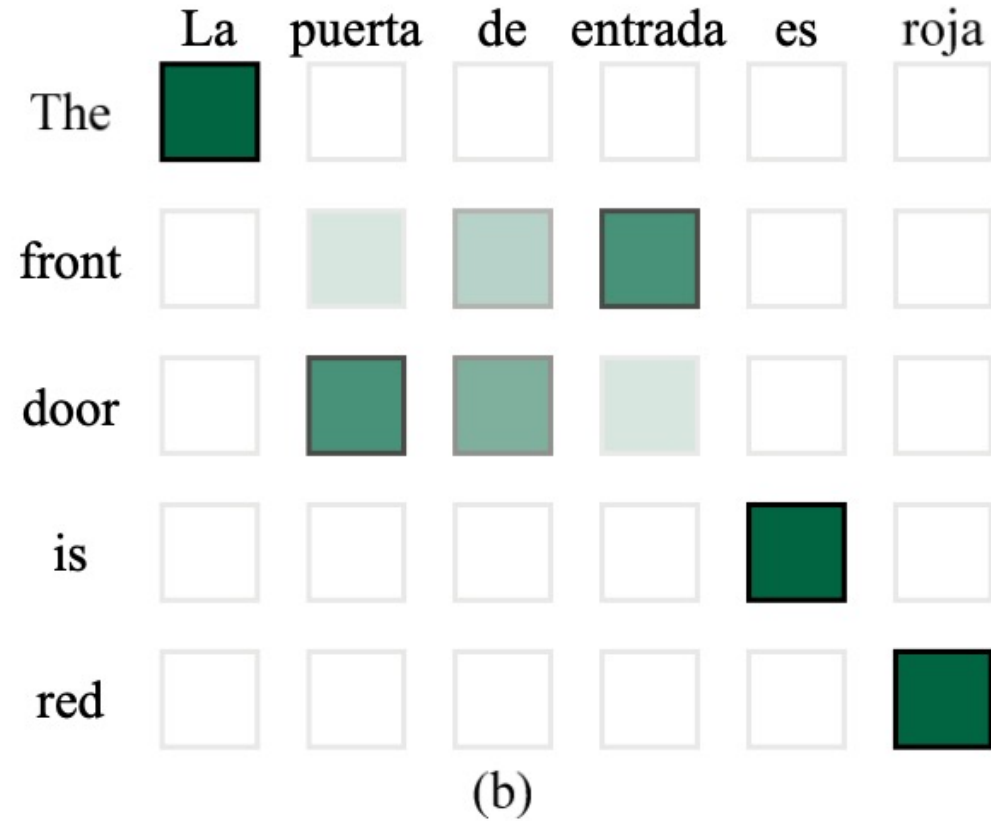 La puerta de entrada es roja
The
front
door
is
red
(b)